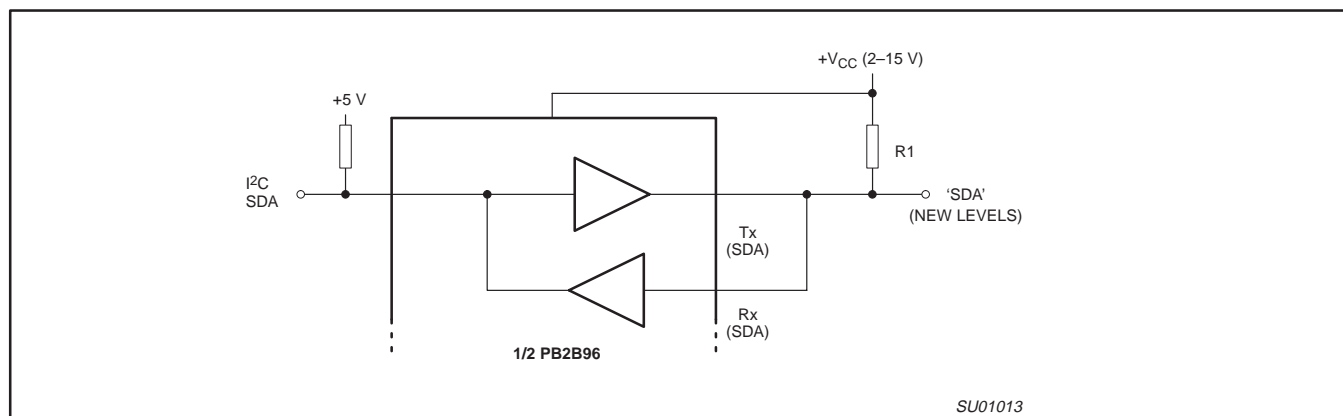 +V_CC (2–15 V)
+5 V
R1
I²C
SDA
'SDA'
(NEW LEVELS)
Tx
(SDA)
Rx
(SDA)
1/2 PB2B96
SU01013